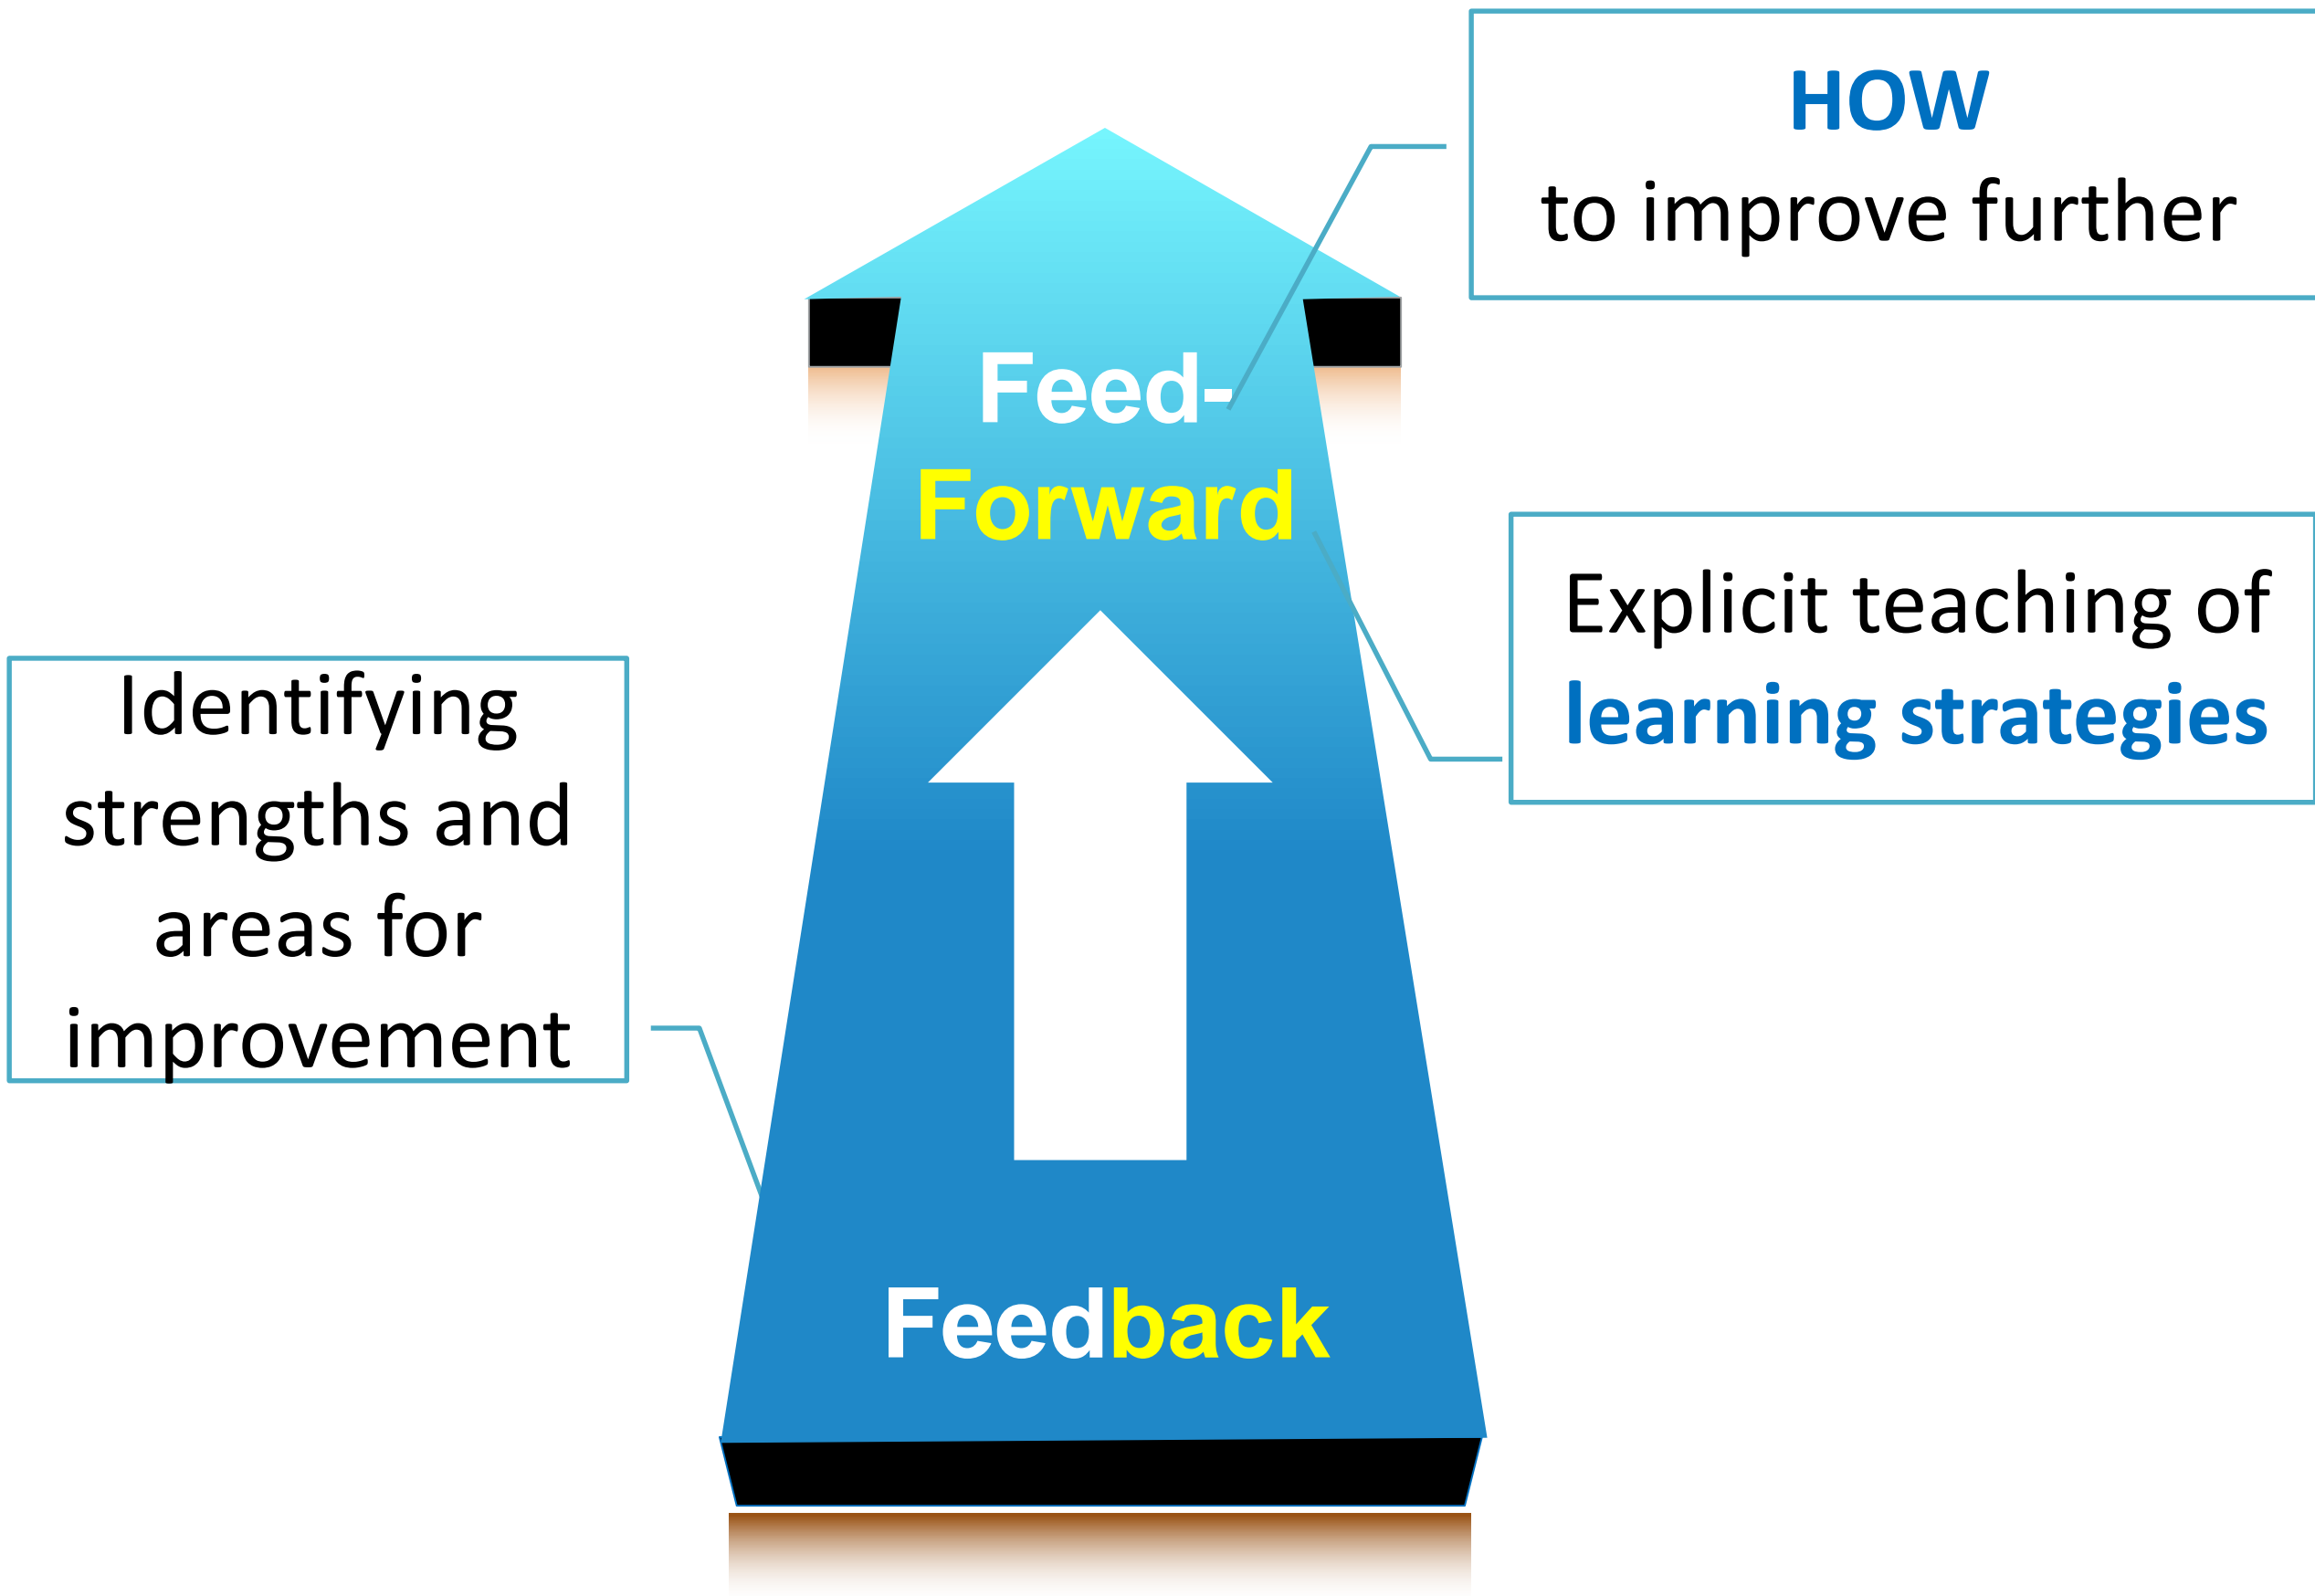 HOW
to improve further
Feed-
Forward
Explicit teaching of
learning strategies
Identifying
strengths and
areas for
improvement
Feedback